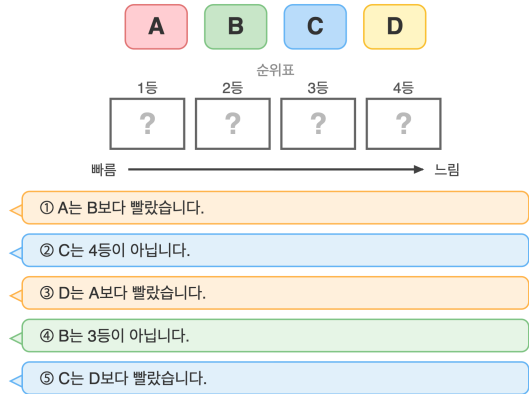 A B C D
순위표
1등 2등 3등 4등
? ? ? ?
빠름 느림
① A는 B보다 빨랐습니다.
② C는 4등이 아닙니다.
③ D는 A보다 빨랐습니다.
④ B는 3등이 아닙니다.
⑤ C는 D보다 빨랐습니다.